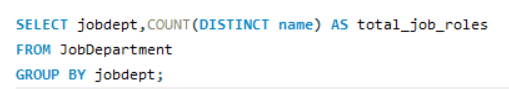 SELECT jobdept,COUNT(DISTINCT name) AS total_job_roles
FROM JobDepartment
GROUP BY jobdept;